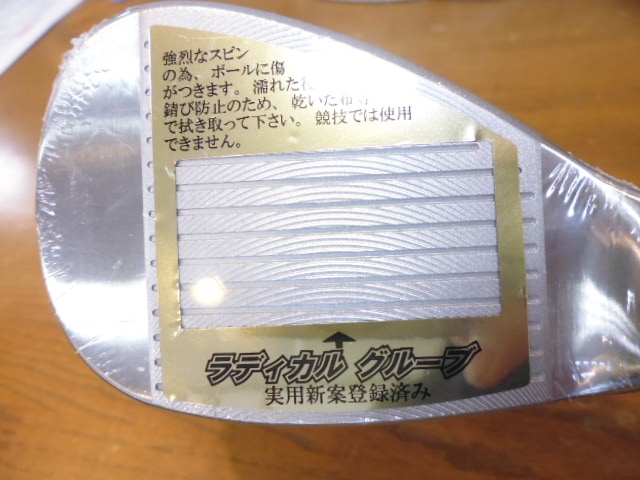 強烈なスピン
の為、ボールに傷
がつきます。濡れた
錆び防止のため、乾いた布等
で拭き取って下さい。競技では使用
できません。
ラディカル グルーブ
実用新案登録済み